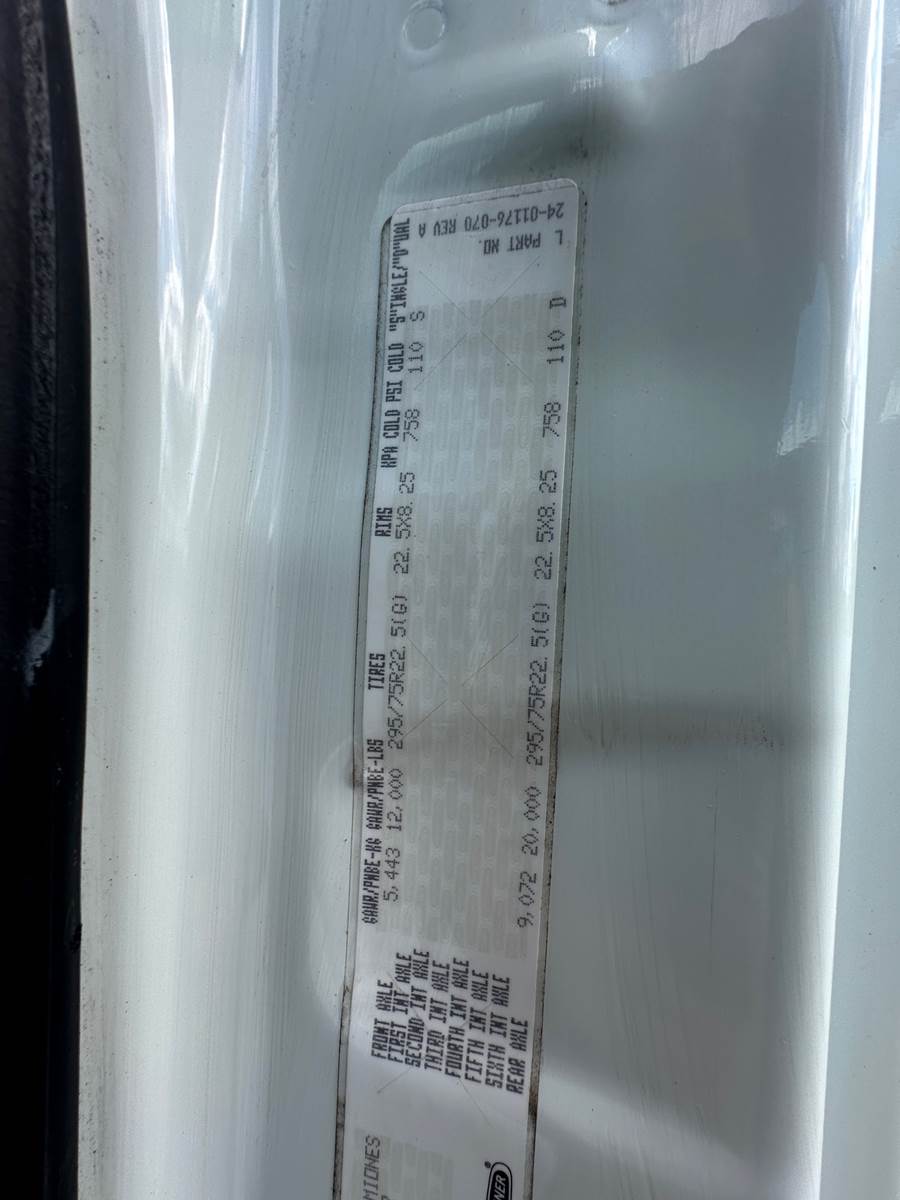 GAWR/PNBE-KG GAWR/PNBE-LBS TIRES RIMS KPA COLD PSI COLD "S"INGLE/"D"UAL
FRONT AXLE 5,443 12,000 295/75R22.5(G) 22.5X8.25 758 110 S
FIRST INT AXLE
SECOND INT AXLE
THIRD INT AXLE
FOURTH INT AXLE
FIFTH INT AXLE
SIXTH INT AXLE
REAR AXLE 9,072 20,000 295/75R22.5(G) 22.5X8.25 758 110 D
L PART NO.
24-01176-070 REV A
MIONES
NER®